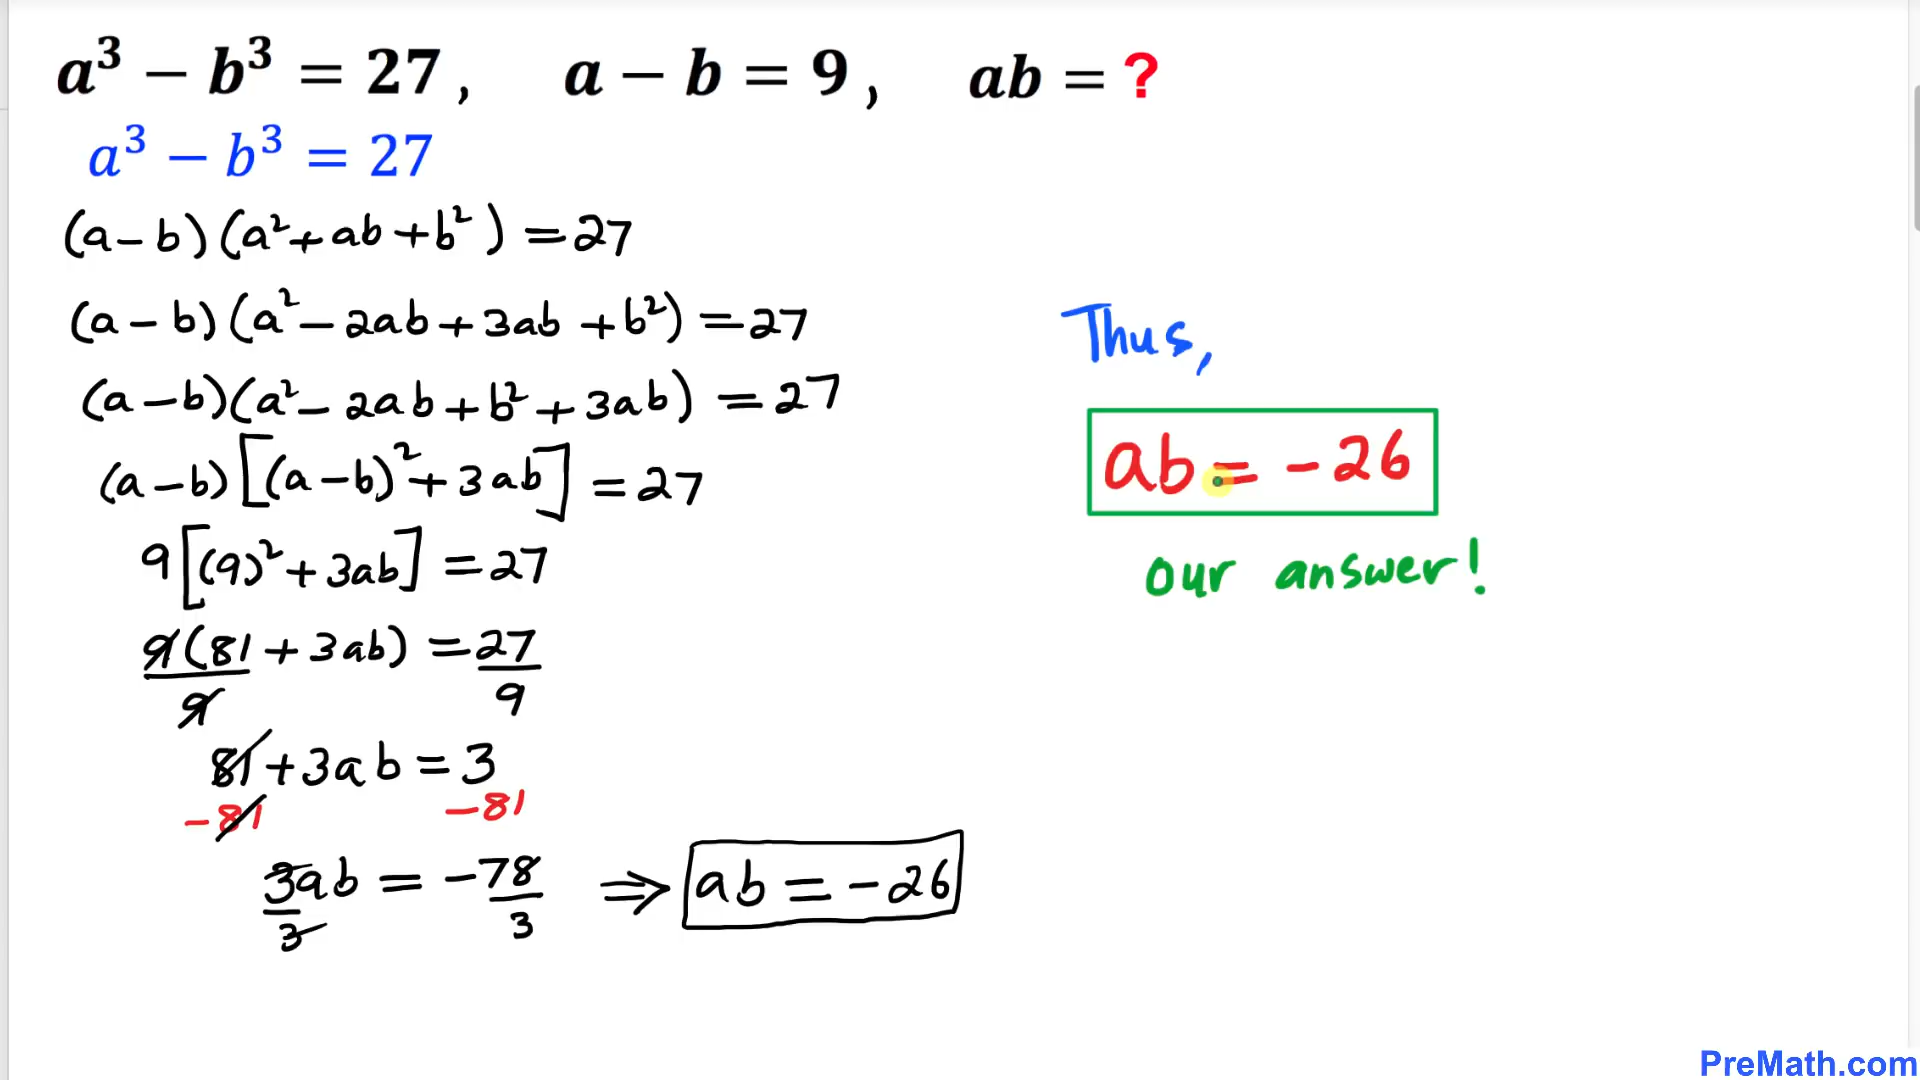 a³ − b³ = 27, a − b = 9, ab = ?
a³ − b³ = 27
(a−b)(a²+ab+b²) = 27
(a−b)(a²−2ab+3ab+b²) = 27
(a−b)(a²−2ab+b²+3ab) = 27
(a−b)[(a−b)²+3ab] = 27
9[(9)²+3ab] = 27
9(81+3ab)/9 = 27/9
81+3ab = 3
−81 −81
3ab/3 = −78/3 ⇒ ab = −26
Thus,
ab = −26
our answer!
PreMath.com